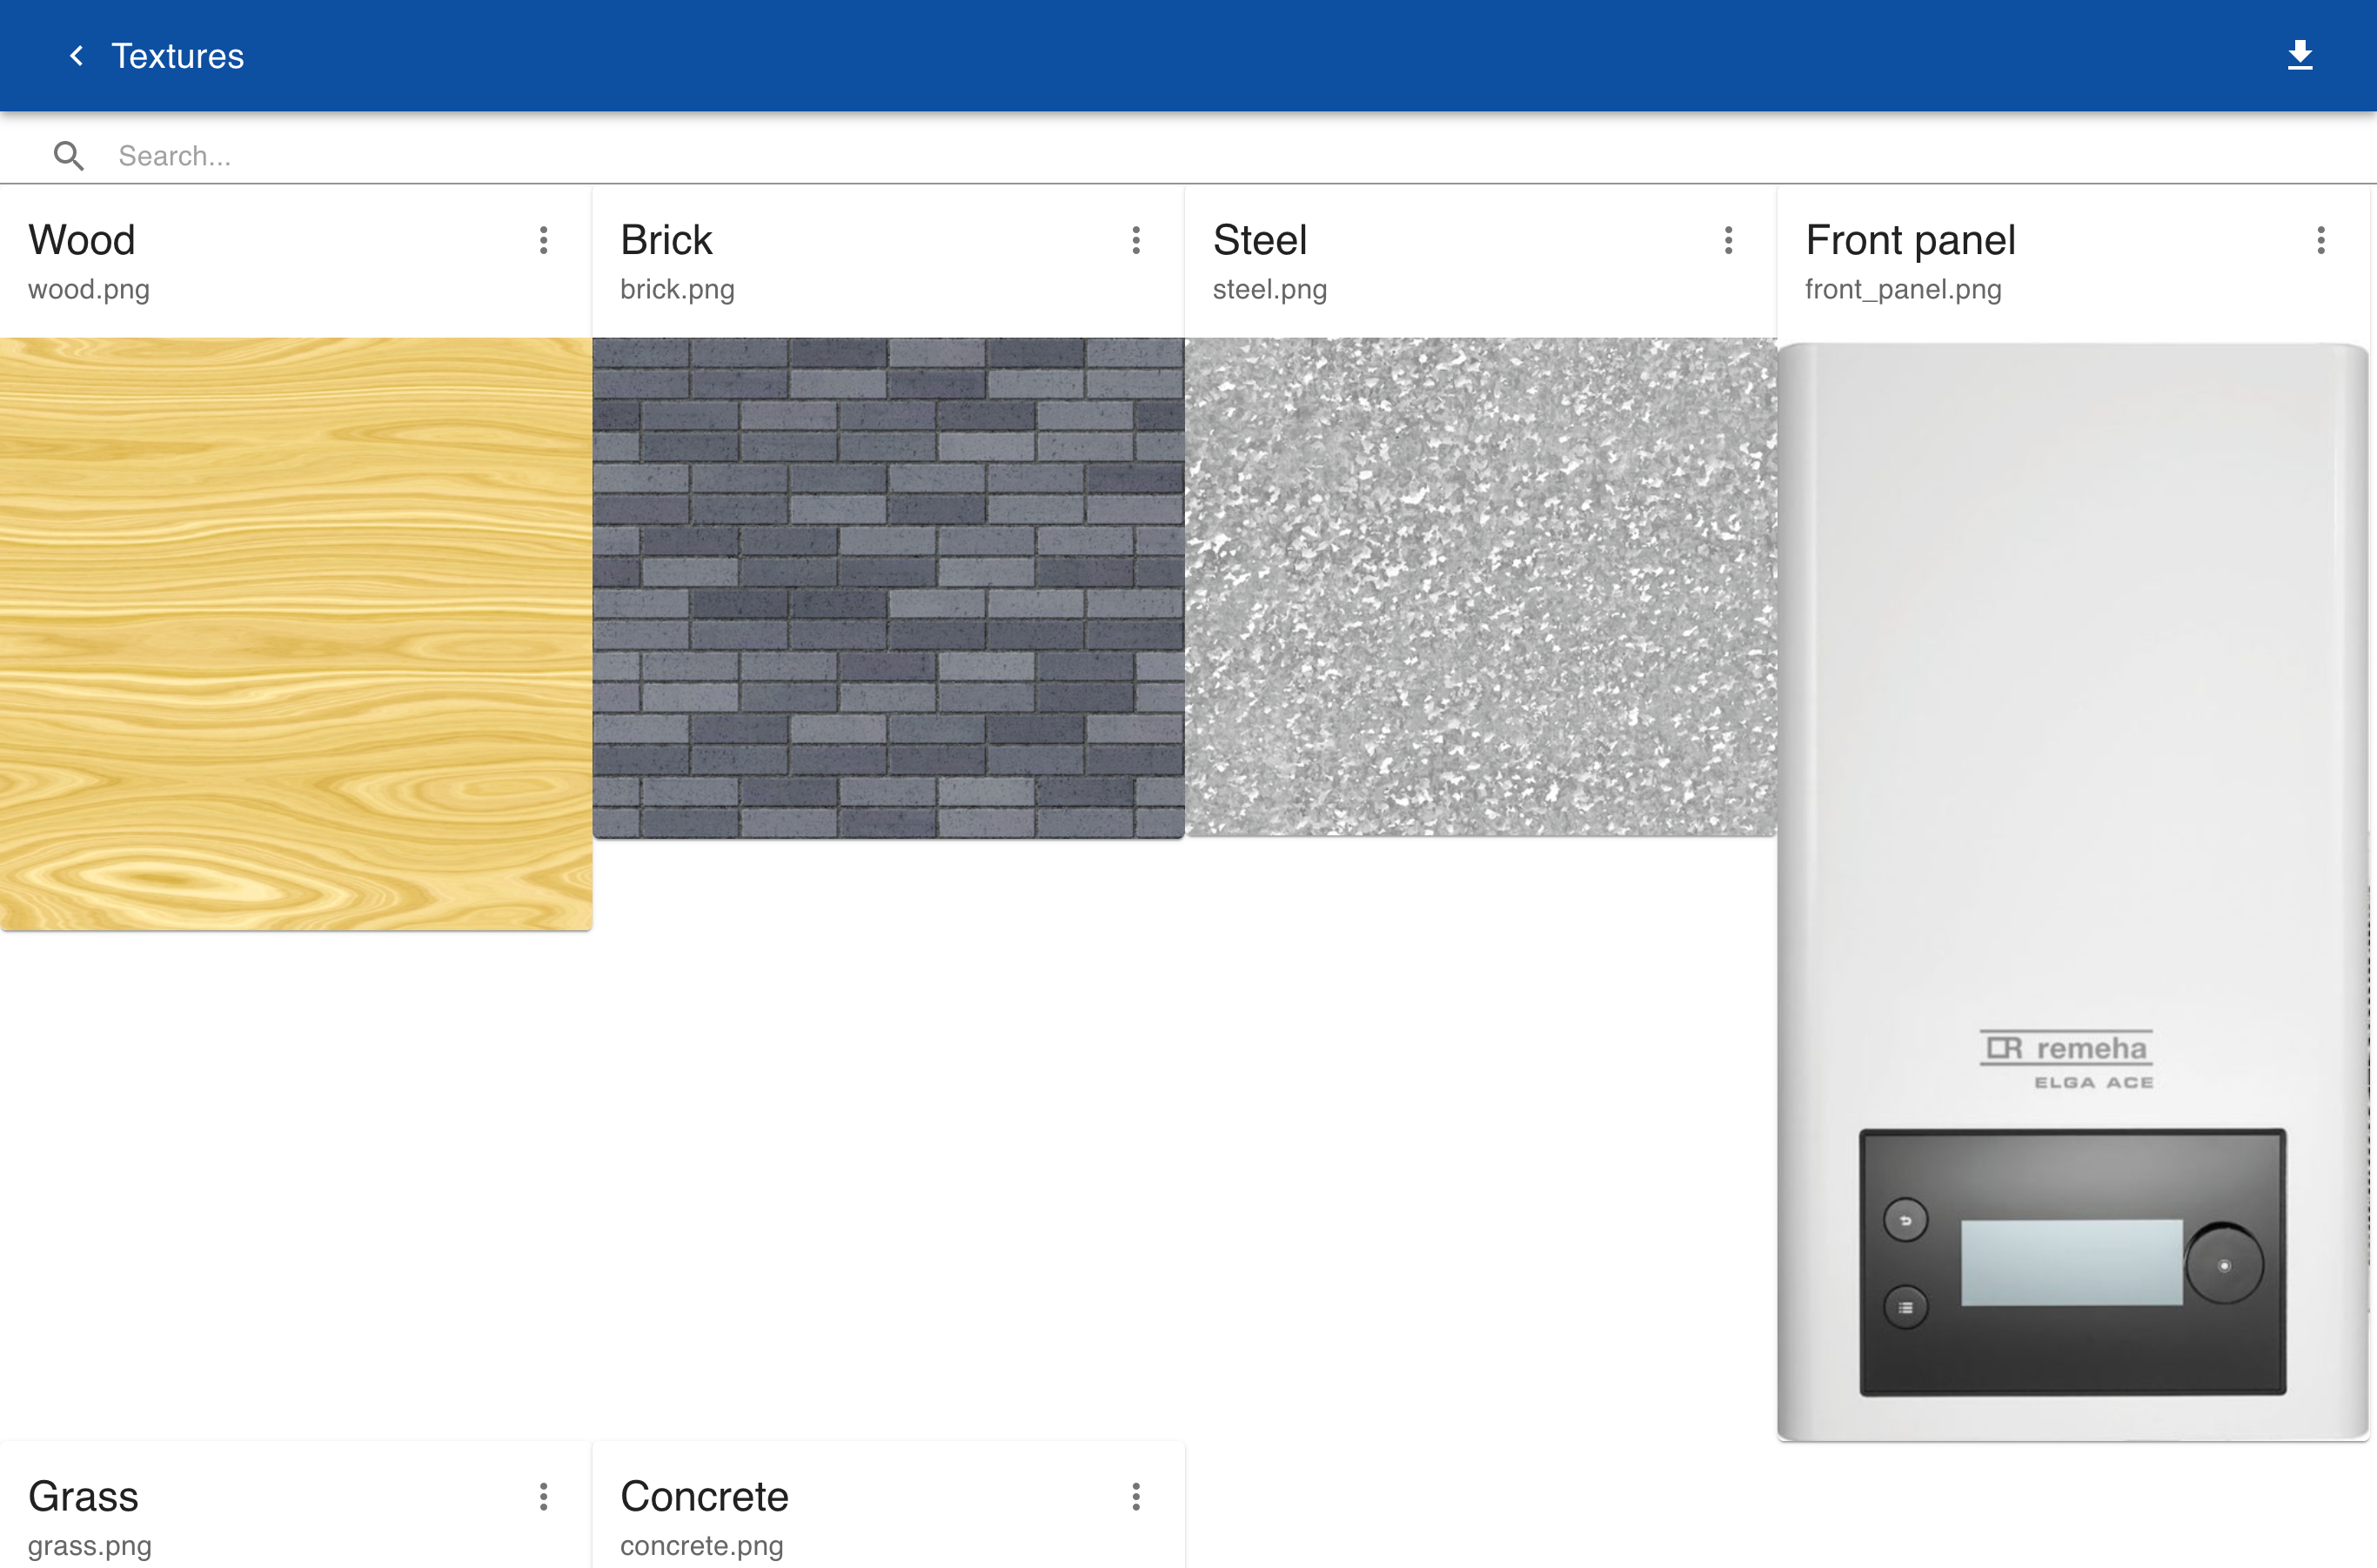 Textures
Search...
Wood
wood.png
Brick
brick.png
Steel
steel.png
Front panel
front_panel.png
remeha
ELGA ACE
Grass
grass.png
Concrete
concrete.png